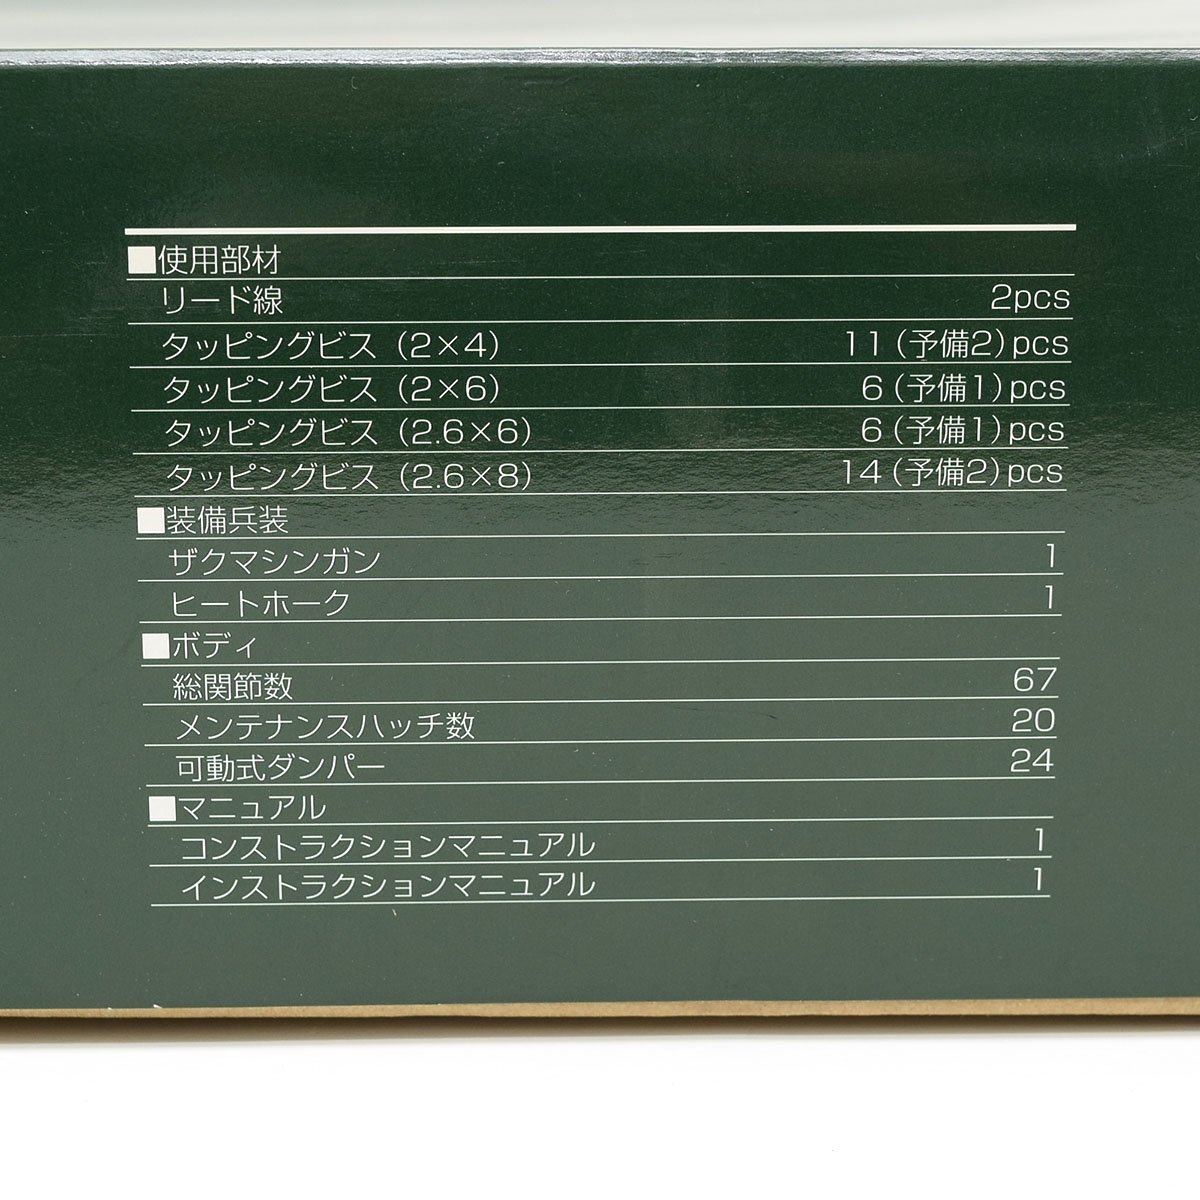 ■使用部材
リード線 2pcs
タッピングビス（2×4） 11（予備2）pcs
タッピングビス（2×6） 6（予備1）pcs
タッピングビス（2.6×6） 6（予備1）pcs
タッピングビス（2.6×8） 14（予備2）pcs
■装備兵装
ザクマシンガン 1
ヒートホーク 1
■ボディ
総関節数 67
メンテナンスハッチ数 20
可動式ダンパー 24
■マニュアル
コンストラクションマニュアル 1
インストラクションマニュアル 1